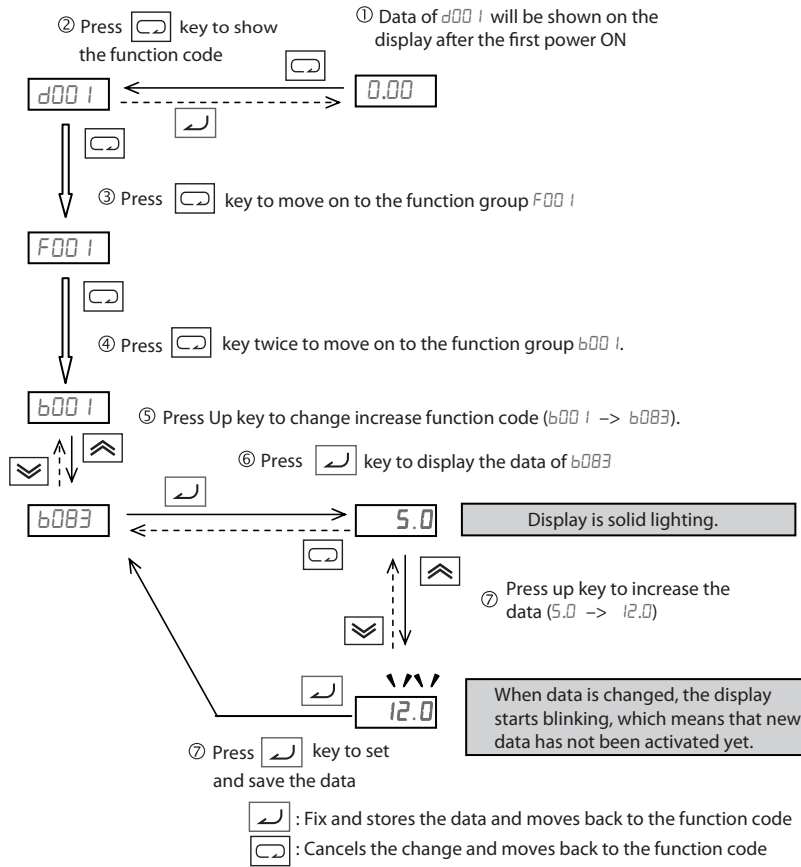 ② Press key to show
the function code
① Data of d001 will be shown on the
display after the first power ON
d001
0.00
③ Press key to move on to the function group F001
F001
④ Press key twice to move on to the function group b001.
b001
⑤ Press Up key to change increase function code (b001 –> b083).
⑥ Press key to display the data of b083
b083
5.0
Display is solid lighting.
⑦ Press up key to increase the
data (5.0 –> 12.0)
12.0
When data is changed, the display
starts blinking, which means that new
data has not been activated yet.
⑦ Press key to set
and save the data
: Fix and stores the data and moves back to the function code
: Cancels the change and moves back to the function code